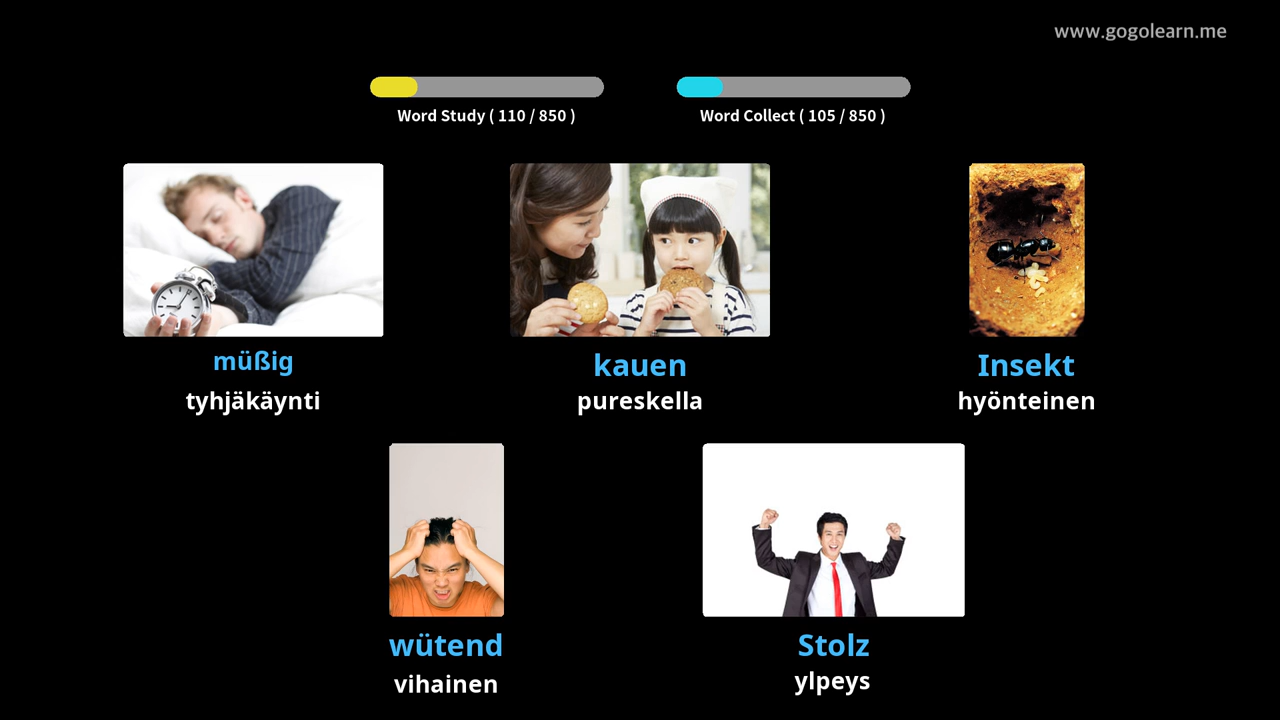 www.gogolearn.me
Word Study ( 110 / 850 )
Word Collect ( 105 / 850 )
müßig
tyhjäkäynti
kauen
pureskella
Insekt
hyönteinen
wütend
vihainen
Stolz
ylpeys